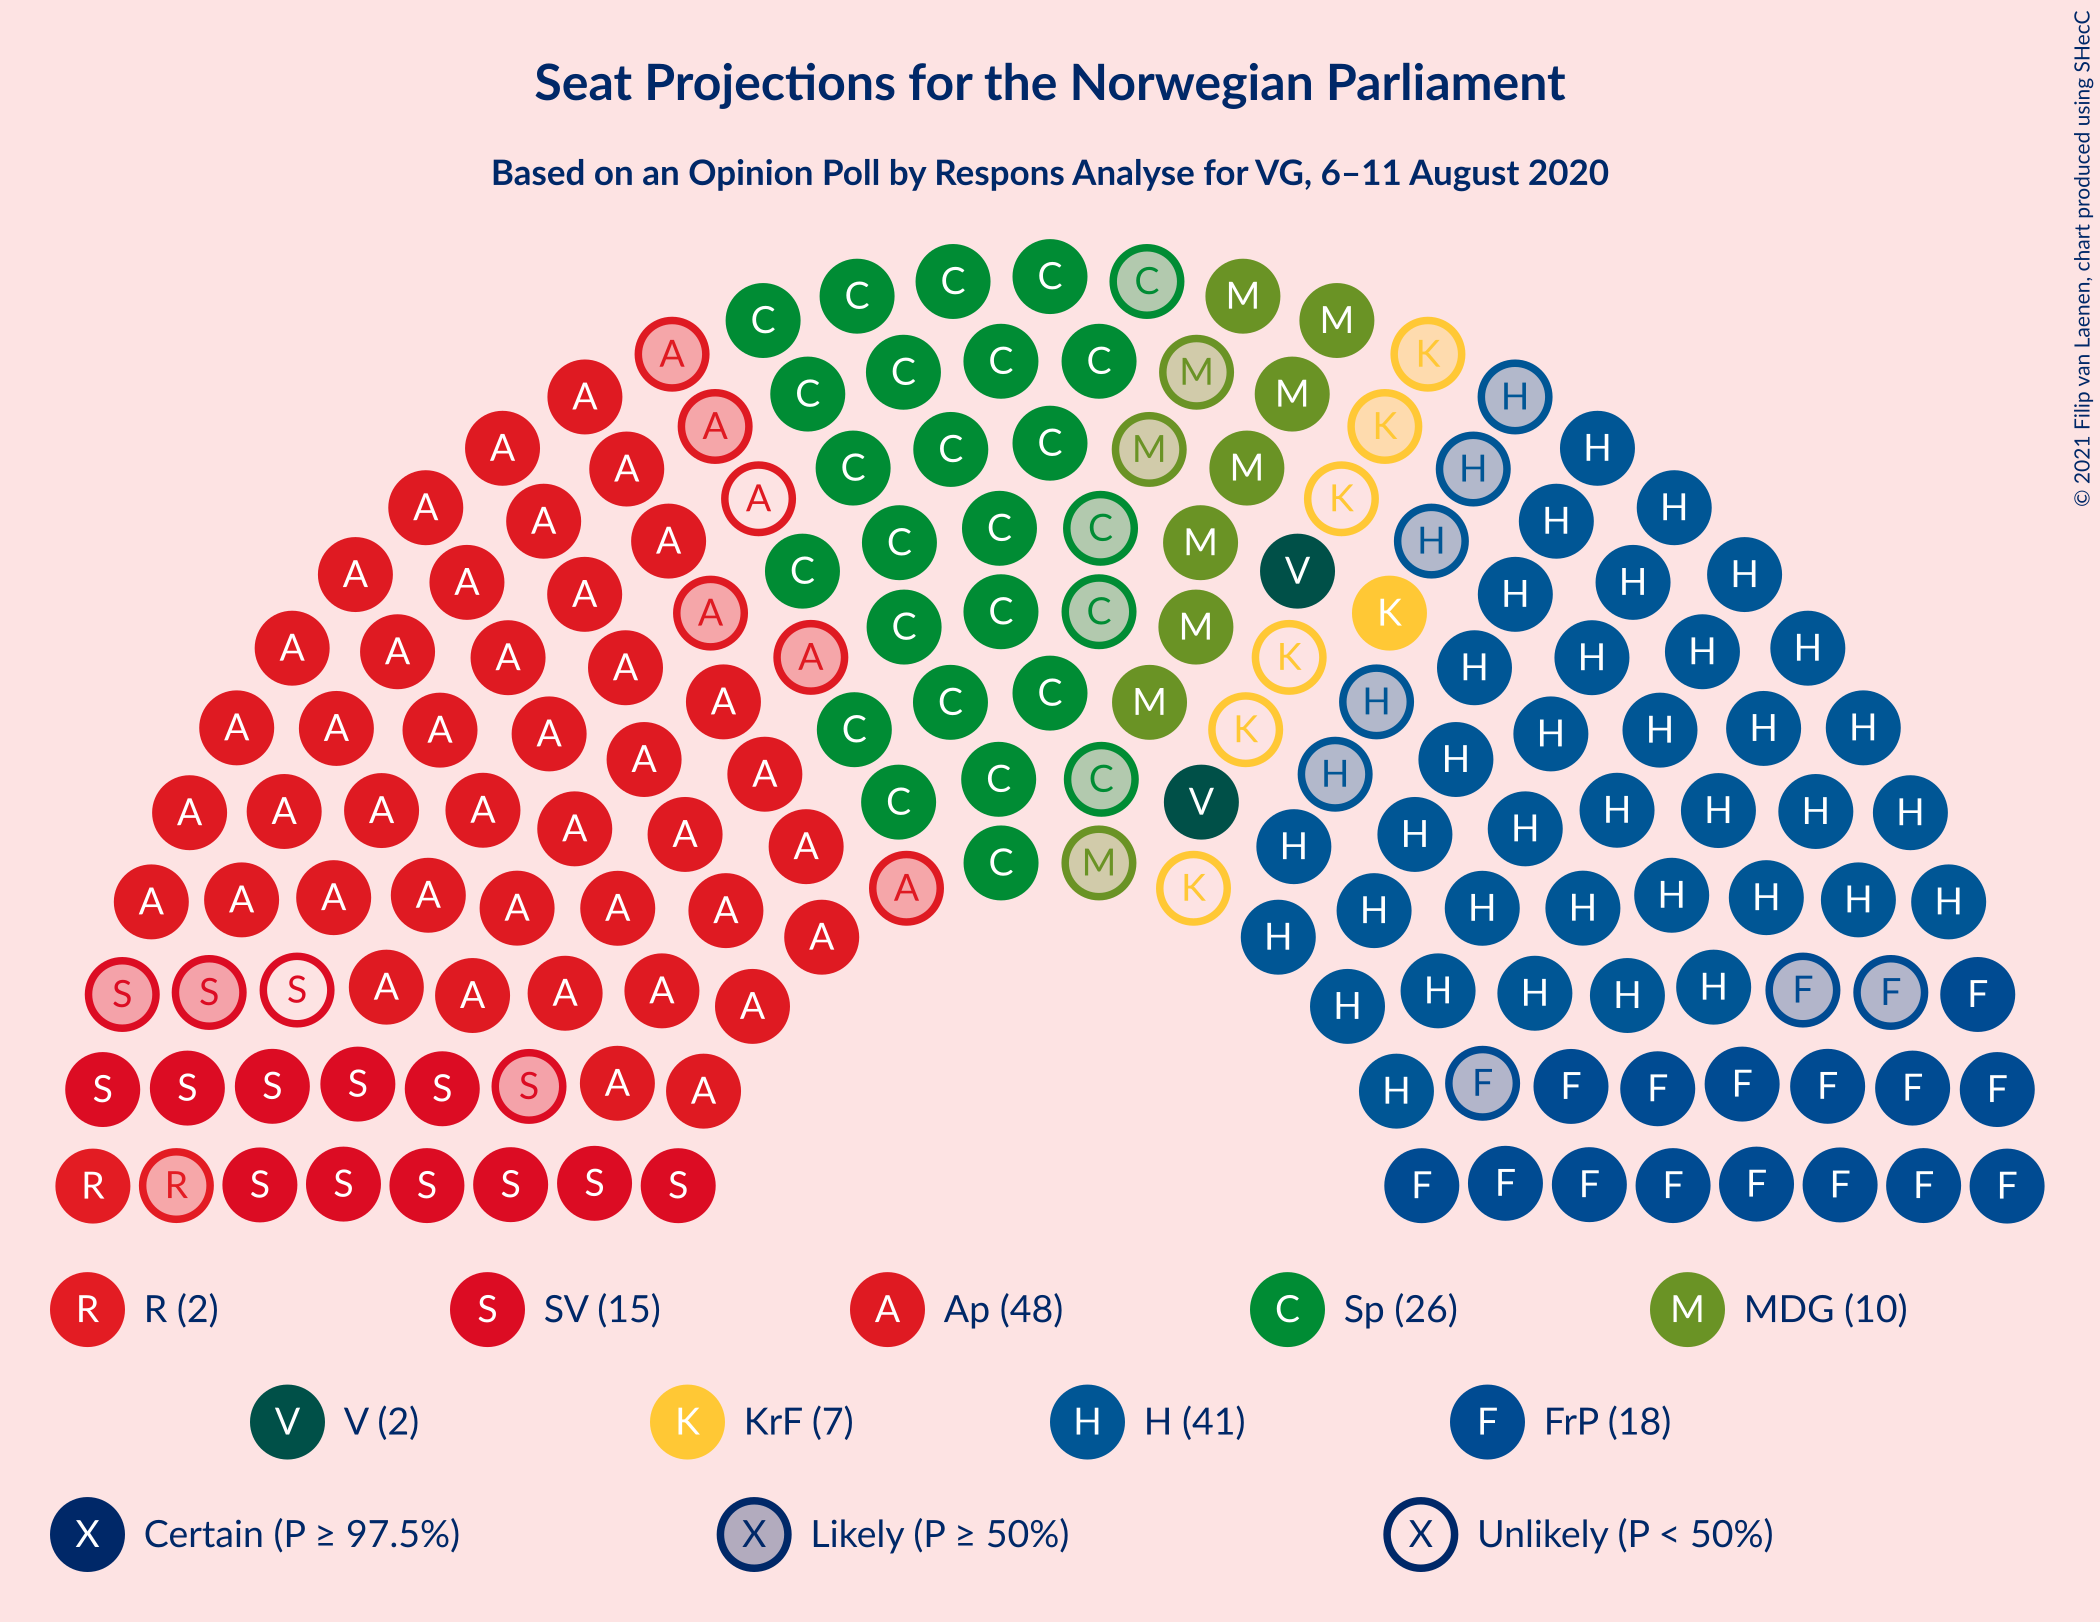 Seat Projections for the Norwegian Parliament
Based on an Opinion Poll by Respons Analyse for VG, 6–11 August 2020
© 2021 Filip van Laenen, chart produced using SHecC
C C C C C M M
A C C C C M M K
A A C C C M M K H
A A A C C C M V K H H
A A A A C C C M K K H H H
A A A A A C C M K H H H H
A A A A A A C C C V H H H H H H
A A A A A A A A C M K H H H H H H H
S S S A A A A A H H H H H F F F
S S S S S S A A H F F F F F F F
R R S S S S S S F F F F F F F F
R R (2) S SV (15) A Ap (48) C Sp (26) M MDG (10)
V V (2) K KrF (7) H H (41) F FrP (18)
X Certain (P ≥ 97.5%) X Likely (P ≥ 50%) X Unlikely (P < 50%)